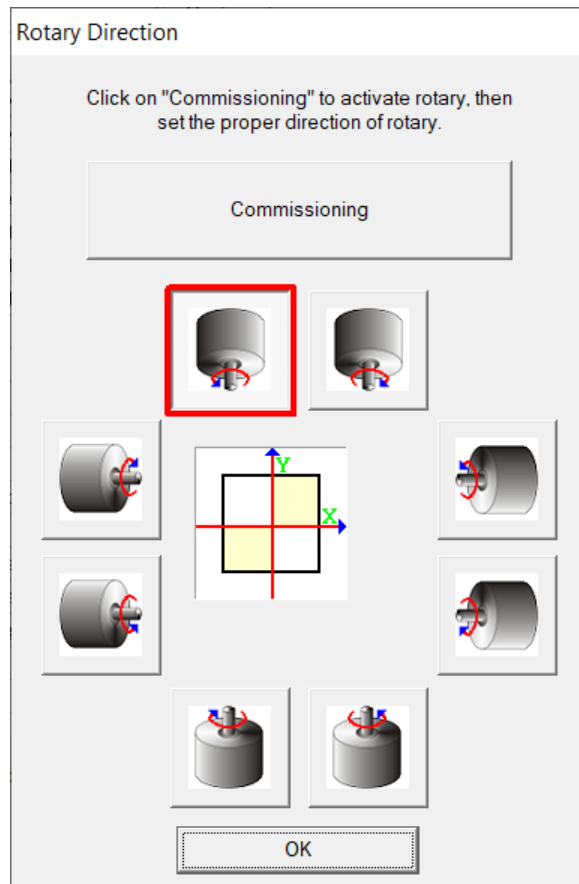 Rotary Direction
Click on "Commissioning" to activate rotary, then
set the proper direction of rotary.
Commissioning
Y
X
OK